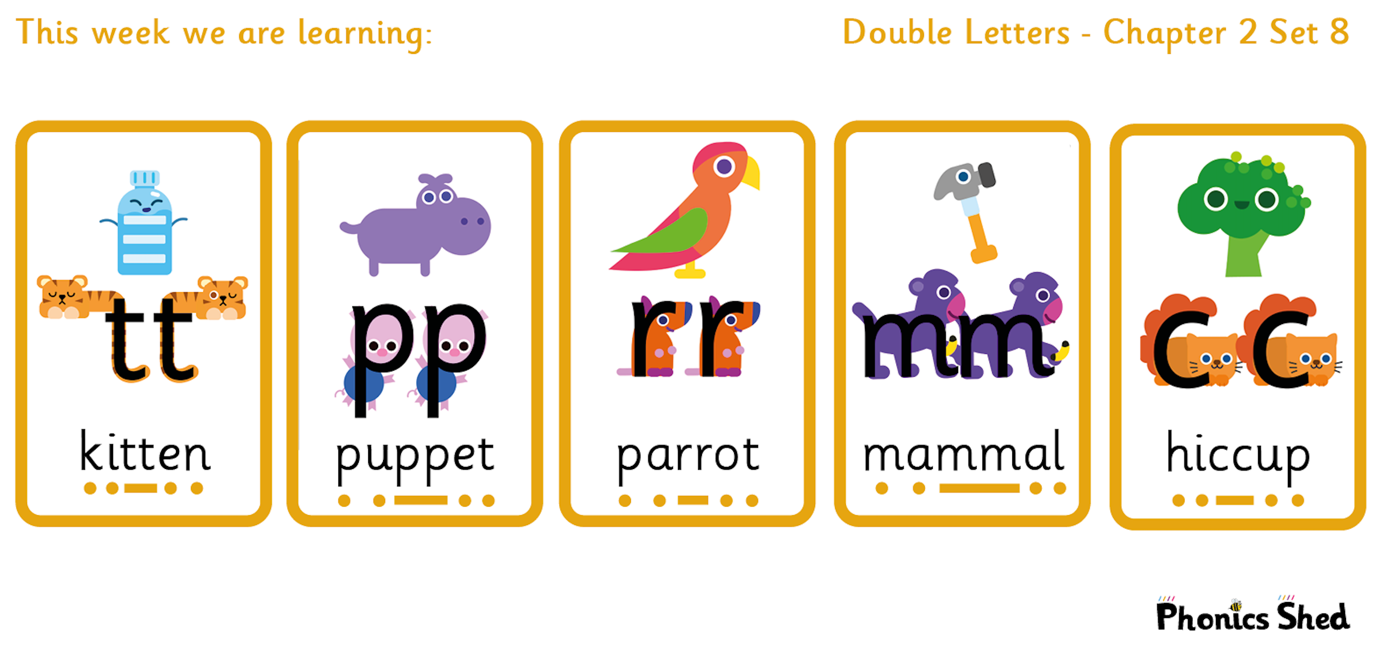 This week we are learning:
Double Letters - Chapter 2 Set 8
tt
kitten
pp
puppet
rr
parrot
mm
mammal
cc
hiccup
Phonics Shed